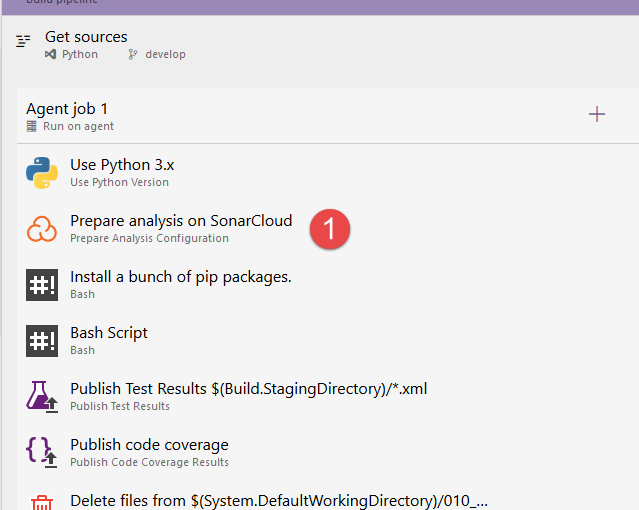 Build pipeline
Get sources
Python develop
Agent job 1
Run on agent
Use Python 3.x
Use Python Version
Prepare analysis on SonarCloud
Prepare Analysis Configuration
1
Install a bunch of pip packages.
#!
Bash
Bash Script
#!
Bash
Publish Test Results $(Build.StagingDirectory)/*.xml
Publish Test Results
Publish code coverage
{}
Publish Code Coverage Results
Delete files from $(System.DefaultWorkingDirectory)/010_...